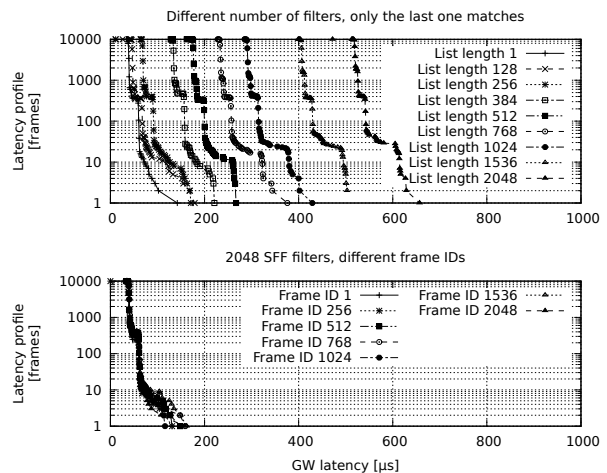 Different number of filters, only the last one matches
Latency profile
[frames]
10000
1000
100
10
1
List length 1
List length 128
List length 256
List length 384
List length 512
List length 768
List length 1024
List length 1536
List length 2048
0 200 400 600 800 1000
2048 SFF filters, different frame IDs
Latency profile
[frames]
10000
1000
100
10
1
Frame ID 1
Frame ID 256
Frame ID 512
Frame ID 768
Frame ID 1024
Frame ID 1536
Frame ID 2048
0 200 400 600 800 1000
GW latency [µs]